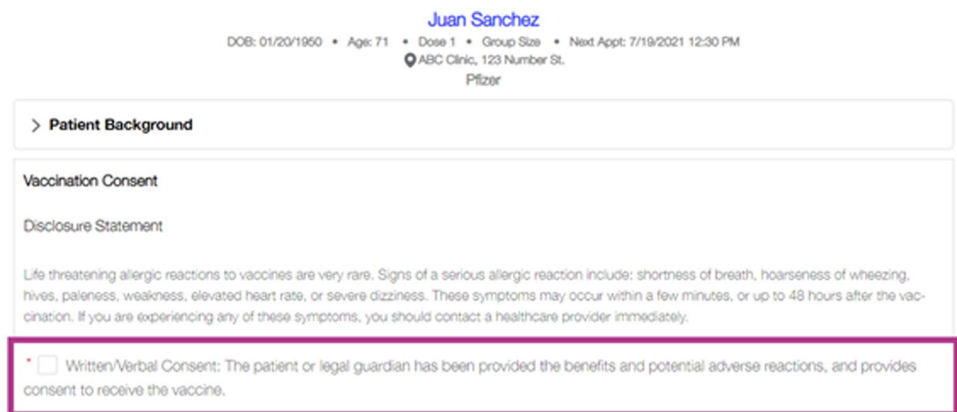 Juan Sanchez
DOB: 01/20/1950 • Age: 71 • Dose 1 • Group Size • Next Appt: 7/19/2021 12:30 PM
ABC Clinic, 123 Number St.
Pfizer
> Patient Background
Vaccination Consent
Disclosure Statement
Life threatening allergic reactions to vaccines are very rare. Signs of a serious allergic reaction include: shortness of breath, hoarseness of wheezing,
hives, paleness, weakness, elevated heart rate, or severe dizziness. These symptoms may occur within a few minutes, or up to 48 hours after the vac-
cination. If you are experiencing any of these symptoms, you should contact a healthcare provider immediately.
* Written/Verbal Consent: The patient or legal guardian has been provided the benefits and potential adverse reactions, and provides
consent to receive the vaccine.